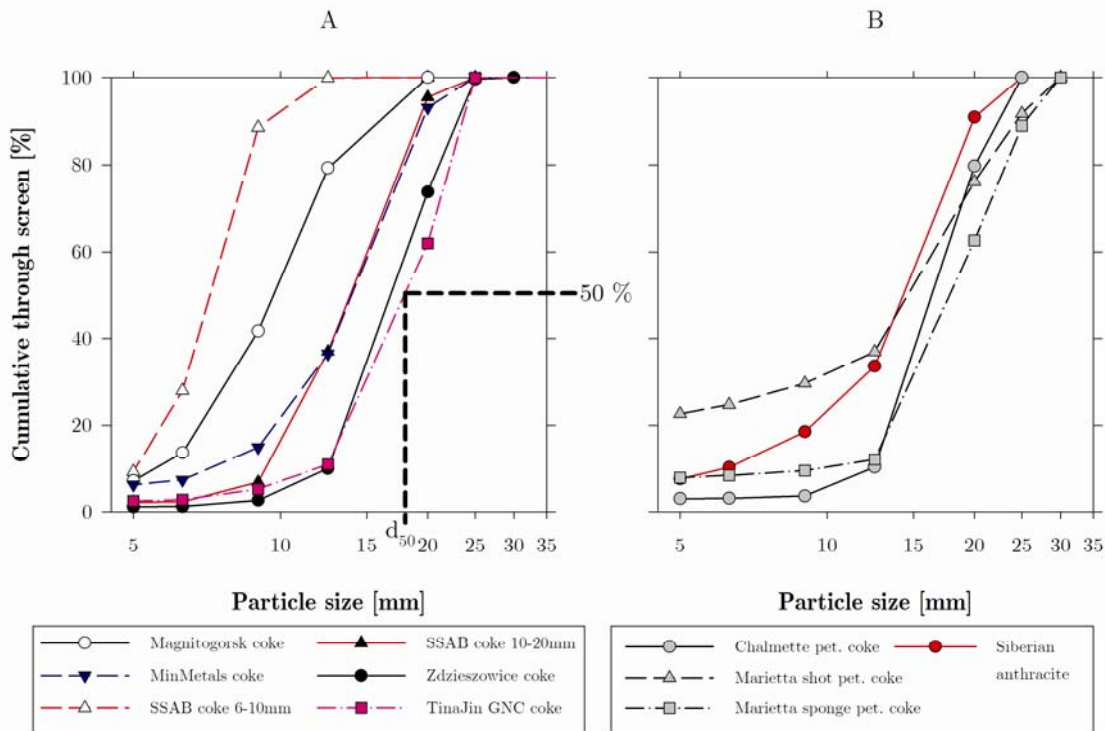 A
B
Cumulative through screen [%]
100
80
60
40
20
0
50 %
d50
5
10
15
20
25
30
35
5
10
15
20
25
30
35
Particle size [mm]
Particle size [mm]
Magnitogorsk coke
MinMetals coke
SSAB coke 6-10mm
SSAB coke 10-20mm
Zdzieszowice coke
TinaJin GNC coke
Chalmette pet. coke
Marietta shot pet. coke
Marietta sponge pet. coke
Siberian
anthracite